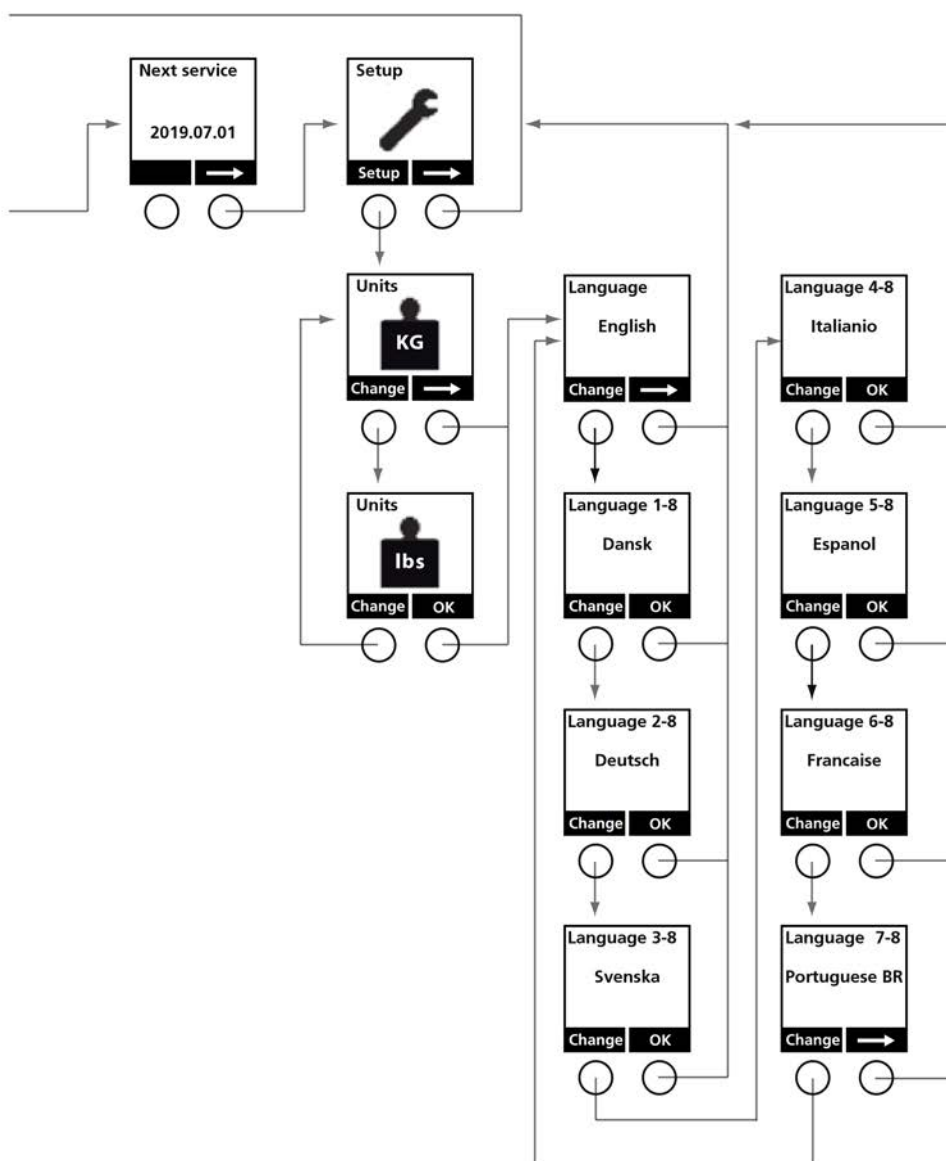 Next service
2019.07.01
Setup
Setup
Units
KG
Change
Units
lbs
Change OK
Language
English
Change
Language 1-8
Dansk
Change OK
Language 2-8
Deutsch
Change OK
Language 3-8
Svenska
Change OK
Language 4-8
Italianio
Change OK
Language 5-8
Espanol
Change OK
Language 6-8
Francaise
Change OK
Language 7-8
Portuguese BR
Change